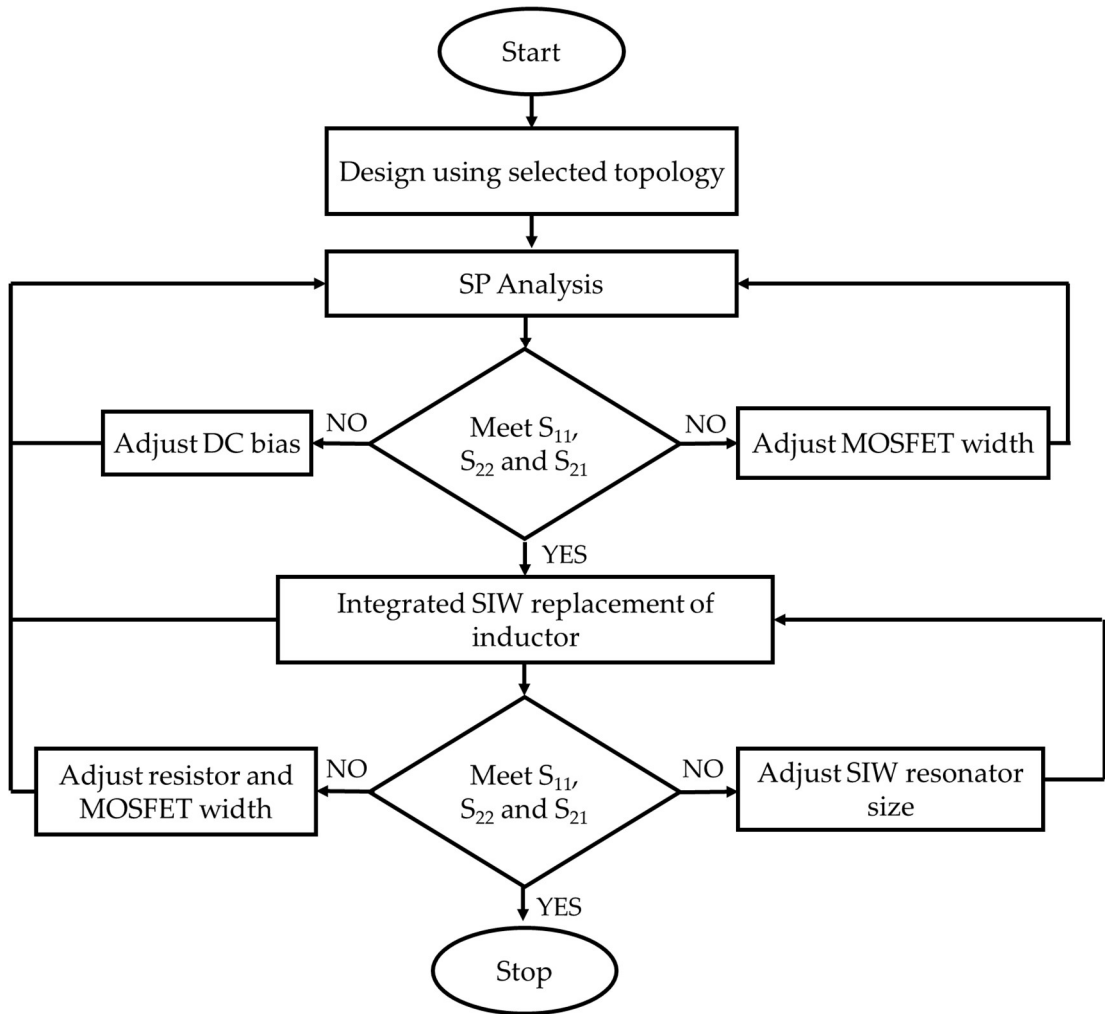 Start
Design using selected topology
SP Analysis
NO
NO
Adjust DC bias
Meet S₁₁,
S₂₂ and S₂₁
Adjust MOSFET width
YES
Integrated SIW replacement of
inductor
NO
NO
Adjust resistor and
MOSFET width
Meet S₁₁,
S₂₂ and S₂₁
Adjust SIW resonator
size
YES
Stop